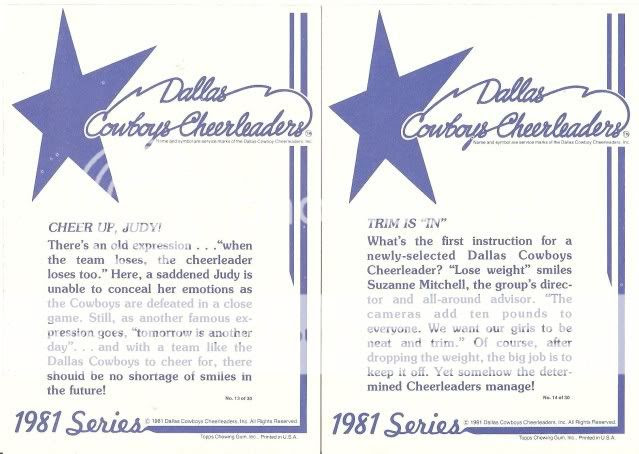 Dallas
Cowboys Cheerleaders
Name and symbol are service marks of the Dallas Cowboy Cheerleaders, Inc.
CHEER UP, JUDY!
There's an old expression . . ."when
the team loses, the cheerleader
loses too." Here, a saddened Judy is
unable to conceal her emotions as
the Cowboys are defeated in a close
game. Still, as another famous ex-
pression goes, "tomorrow is another
day". . . and with a team like the
Dallas Cowboys to cheer for, there
should be no shortage of smiles in
the future!
No. 13 of 30
1981 Series
© 1981 Dallas Cowboys Cheerleaders, Inc. All Rights Reserved.
Topps Chewing Gum, Inc., Printed in U.S.A.
Dallas
Cowboys Cheerleaders
Name and symbol are service marks of the Dallas Cowboy Cheerleaders, Inc.
TRIM IS "IN"
What's the first instruction for a
newly-selected Dallas Cowboys
Cheerleader? "Lose weight" smiles
Suzanne Mitchell, the group's direc-
tor and all-around advisor. "The
cameras add ten pounds to
everyone. We want our girls to be
neat and trim." Of course, after
dropping the weight, the big job is to
keep it off. Yet somehow the deter-
mined Cheerleaders manage!
No. 14 of 30
1981 Series
© 1981 Dallas Cowboys Cheerleaders, Inc. All Rights Reserved.
Topps Chewing Gum, Inc., Printed in U.S.A.